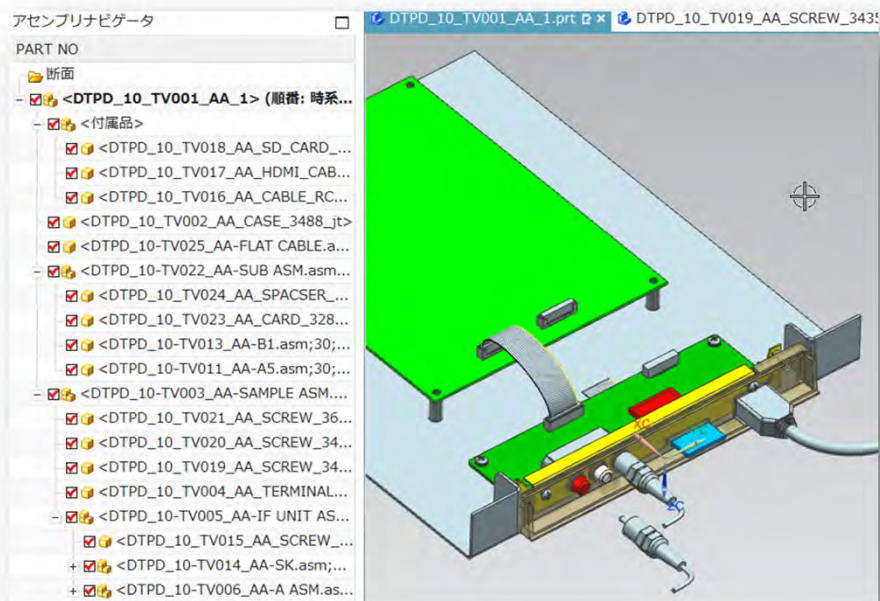 アセンブリナビゲータ
DTPD_10_TV001_AA_1.prt
DTPD_10_TV019_AA_SCREW_3435
PART NO
断面
<DTPD_10_TV001_AA_1> (順番: 時系...
<付属品>
<DTPD_10_TV018_AA_SD_CARD_...
<DTPD_10_TV017_AA_HDMI_CAB...
<DTPD_10_TV016_AA_CABLE_RC...
<DTPD_10_TV002_AA_CASE_3488_jt>
<DTPD_10-TV025_AA-FLAT CABLE.a...
<DTPD_10-TV022_AA-SUB ASM.asm...
<DTPD_10_TV024_AA_SPACSER_...
<DTPD_10_TV023_AA_CARD_328...
<DTPD_10-TV013_AA-B1.asm;30;...
<DTPD_10-TV011_AA-A5.asm;30;...
<DTPD_10-TV003_AA-SAMPLE ASM....
<DTPD_10_TV021_AA_SCREW_36...
<DTPD_10_TV020_AA_SCREW_34...
<DTPD_10_TV019_AA_SCREW_34...
<DTPD_10_TV004_AA_TERMINAL...
<DTPD_10-TV005_AA-IF UNIT AS...
<DTPD_10_TV015_AA_SCREW_...
<DTPD_10-TV014_AA-SK.asm;...
<DTPD_10-TV006_AA-A ASM.as...
XC
ZC